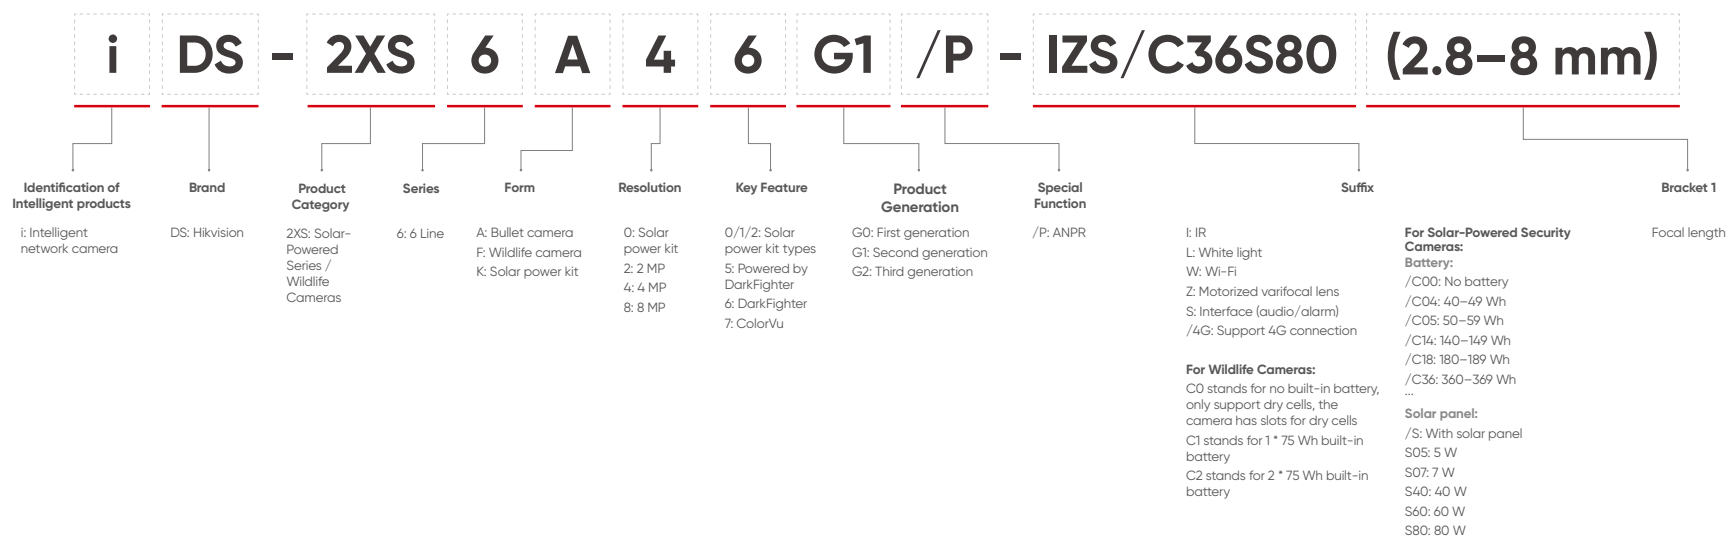 iDS-2XS6A46G1/P-IZS/C36S80(2.8–8 mm)
Identification of
Intelligent products
i: Intelligent
network camera
Brand
DS: Hikvision
Product
Category
2XS: Solar-
Powered
Series /
Wildlife
Cameras
Series
6: 6 Line
Form
A: Bullet camera
F: Wildlife camera
K: Solar power kit
Resolution
0: Solar
power kit
2: 2 MP
4: 4 MP
8: 8 MP
Key Feature
0/1/2: Solar
power kit types
5: Powered by
DarkFighter
6: DarkFighter
7: ColorVu
Product
Generation
G0: First generation
G1: Second generation
G2: Third generation
Special
Function
/P: ANPR
Suffix
I: IR
L: White light
W: Wi-Fi
Z: Motorized varifocal lens
S: Interface (audio/alarm)
/4G: Support 4G connection
For Wildlife Cameras:
C0 stands for no built-in battery,
only support dry cells, the
camera has slots for dry cells
C1 stands for 1 * 75 Wh built-in
battery
C2 stands for 2 * 75 Wh built-in
battery
For Solar-Powered Security
Cameras:
Battery:
/C00: No battery
/C04: 40–49 Wh
/C05: 50–59 Wh
/C14: 140–149 Wh
/C18: 180–189 Wh
/C36: 360–369 Wh
...
Solar panel:
/S: With solar panel
S05: 5 W
S07: 7 W
S40: 40 W
S60: 60 W
S80: 80 W
Bracket 1
Focal length